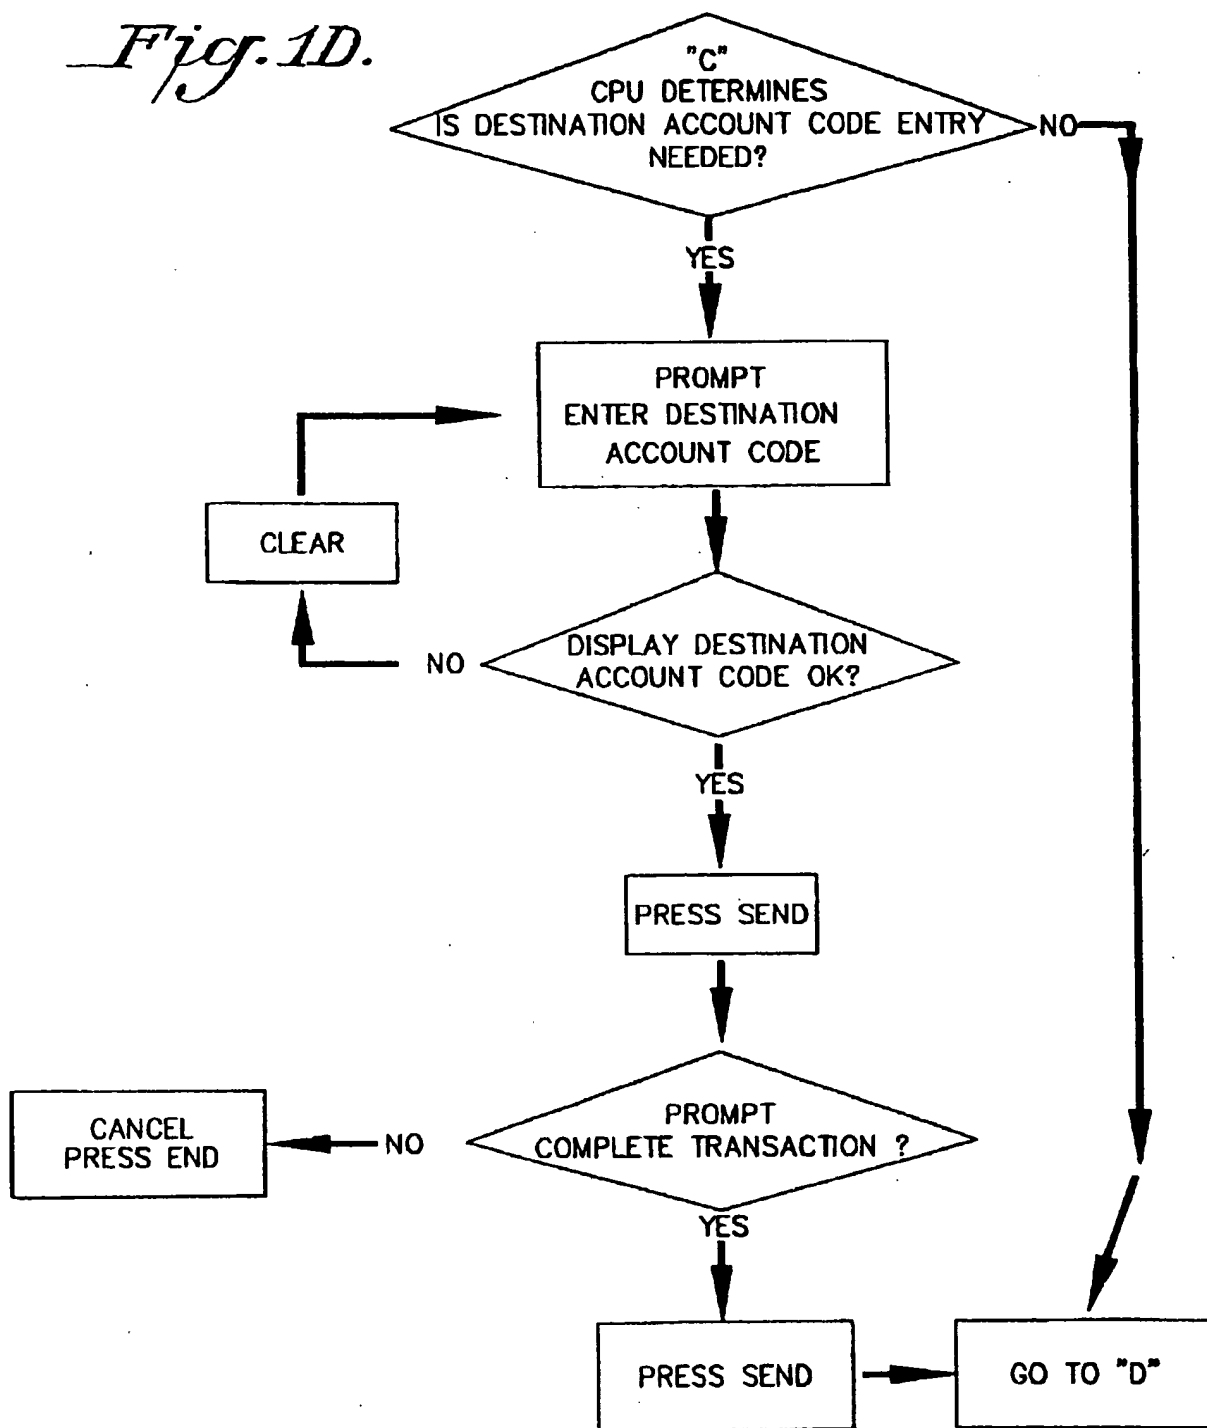 Fig. 1D.
"C"
CPU DETERMINES
IS DESTINATION ACCOUNT CODE ENTRY
NEEDED?
NO
YES
PROMPT
ENTER DESTINATION
ACCOUNT CODE
CLEAR
DISPLAY DESTINATION
ACCOUNT CODE OK?
NO
YES
PRESS SEND
PROMPT
COMPLETE TRANSACTION ?
NO
CANCEL
PRESS END
YES
PRESS SEND
GO TO "D"